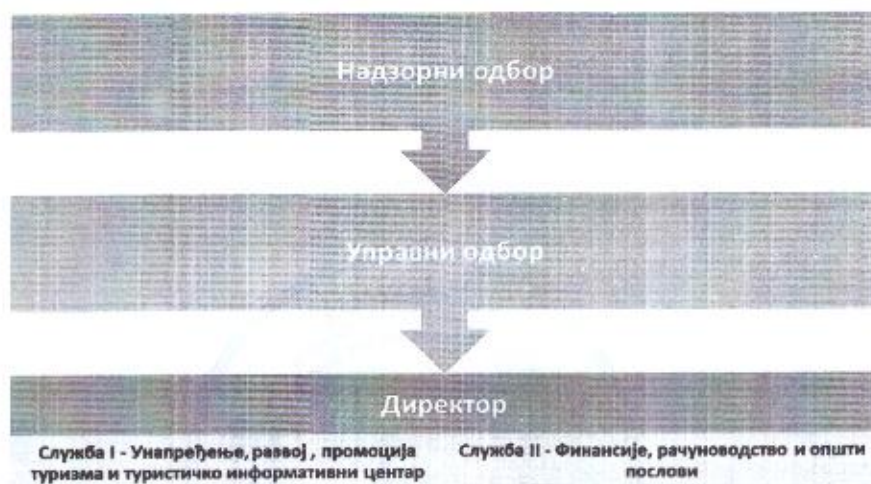 Надзорни одбор
Управни одбор
Директор
Служба I - Унапређење, развој , промоција
туризма и туристичко информативни центар
Служба II - Финансије, рачуноводство и општи
послови